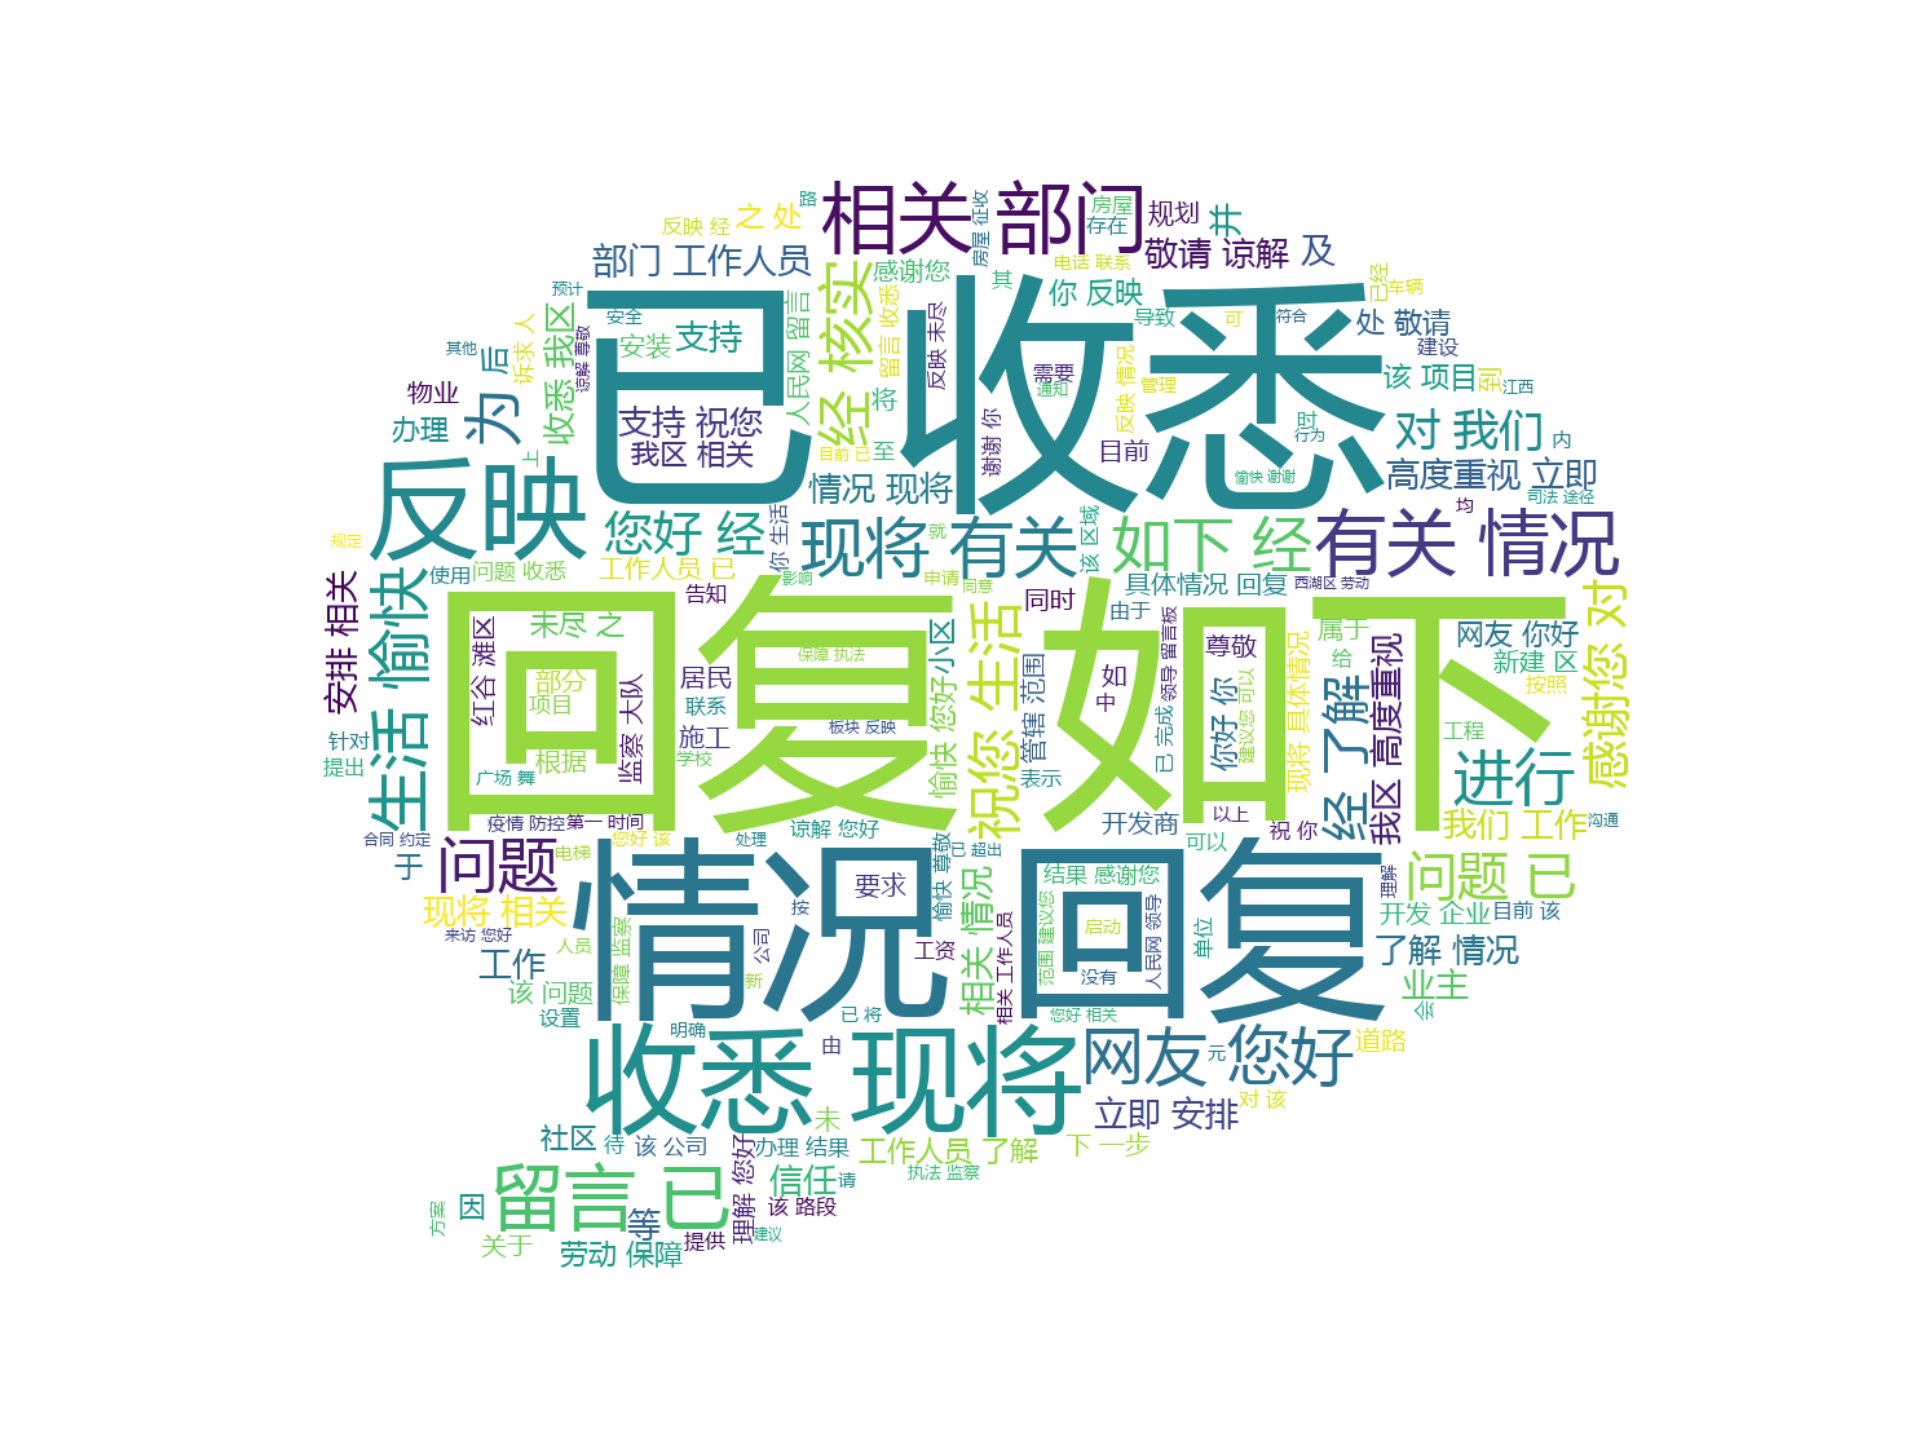 路
房屋
反映 经
之 处
相关 部门
房屋 征收
存在
规划
并
部门 工作人员
感谢您
其
电话 联系
敬请 谅解
及
预计
已 收悉
经 核实
人民网 留言
留言 收悉
你 反映
已经
车辆
安全
支持
诉求 人
收悉 我区
谅解 尊敬
安装
反映 未尽
导致
可
符合
处 敬请
建设
其他
后
需要
通知
反映 情况
管理
该 项目
到
江西
物业
为
将
支持 祝您
谢谢 你
时
行为
对 我们
内
办理
上
我区 相关
目前 已
至
目前
愉快 谢谢
高度重视 立即
反映
情况 现将
司法 途径
均
规定
您好 经
你 生活
现将 有关
就
该 区域
如下 经
有关 情况
使用
问题 收悉
工作人员 已
影响
申请
同意
具体情况 回复
西湖区 劳动
安排 相关
生活 愉快
告知
同时
由于
感谢您 对
回复 如下
未尽 之
小区
祝您 生活
属于
网友 你好
红谷 滩区
保障 执法
尊敬
部分
项目
居民
联系
管辖 范围
如
中
领导 留言板
你好 你
给
新建 区
按照
监察 大队
板块 反映
现将 具体情况
经 了解
我区 高度重视
针对
提出
根据
施工
学校
愉快 您好
表示
已 完成
建议您 可以
工程
进行
广场 舞
疫情 防控
第一 时间
谅解 您好
开发商
以上
祝 你
我们 工作
沟通
合同 约定
电梯
您好 该
处理
愉快 尊敬
已 超出
可以
于
问题
情况 回复
要求
结果 感谢您
理解
问题 已
现将 相关
按
相关 情况
范围 建议您
启动
人民网 领导
单位
开发 企业
目前 该
来访 您好
人员
保障 监察
公司
工资
相关 工作人员
没有
了解 情况
工作
该 问题
新
业主
设置
已 将
您好 相关
会
收悉 现将
明确
由
网友 您好
元
道路
未
立即 安排
对 该
社区
待
该 公司
理解 您好
办理 结果
工作人员 了解
下 一步
留言 已
信任
请
执法 监察
方案
因
等
该 路段
关于
提供
建议
劳动 保障